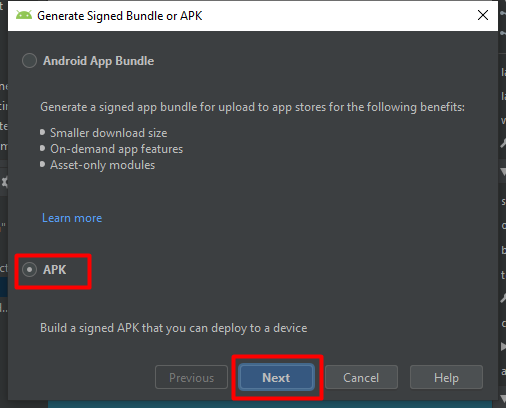 Generate Signed Bundle or APK
Android App Bundle
Generate a signed app bundle for upload to app stores for the following benefits:
Smaller download size
On-demand app features
Asset-only modules
Learn more
APK
Build a signed APK that you can deploy to a device
Previous
Next
Cancel
Help